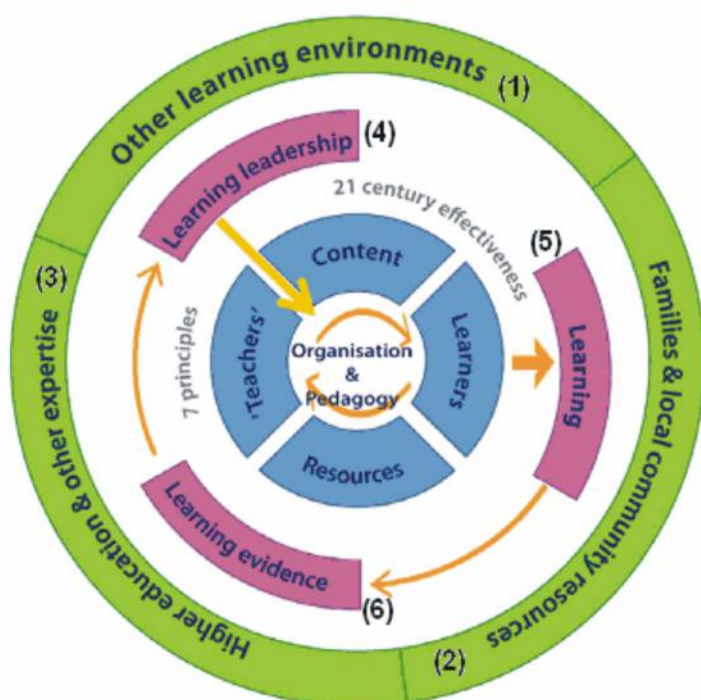 Other learning environments (1)
Learning leadership (4)
21 century effectiveness
(5)
Learning
Families & local community resources (2)
(3)
Higher education & other expertise
7 principles
Content
'Teachers'
Learners
Organisation
&
Pedagogy
Resources
Learning evidence (6)